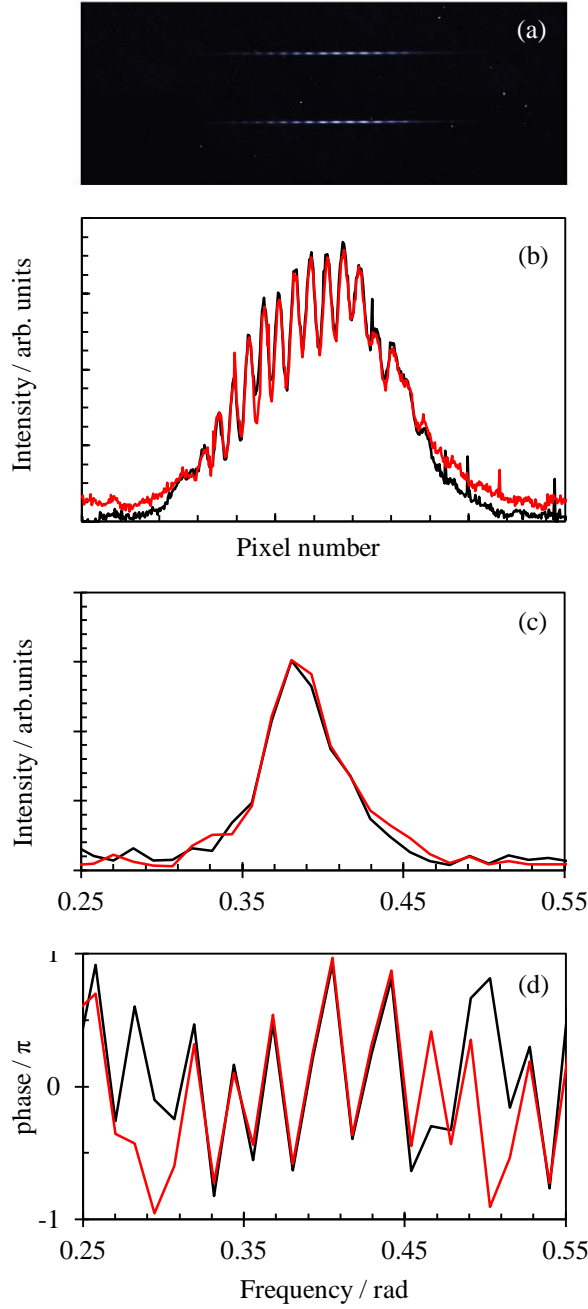 (a)
(b)
Intensity / arb. units
Pixel number
(c)
Intensity / arb.units
0.25 0.35 0.45 0.55
(d)
1
0
-1
phase / π
0.25 0.35 0.45 0.55
Frequency / rad